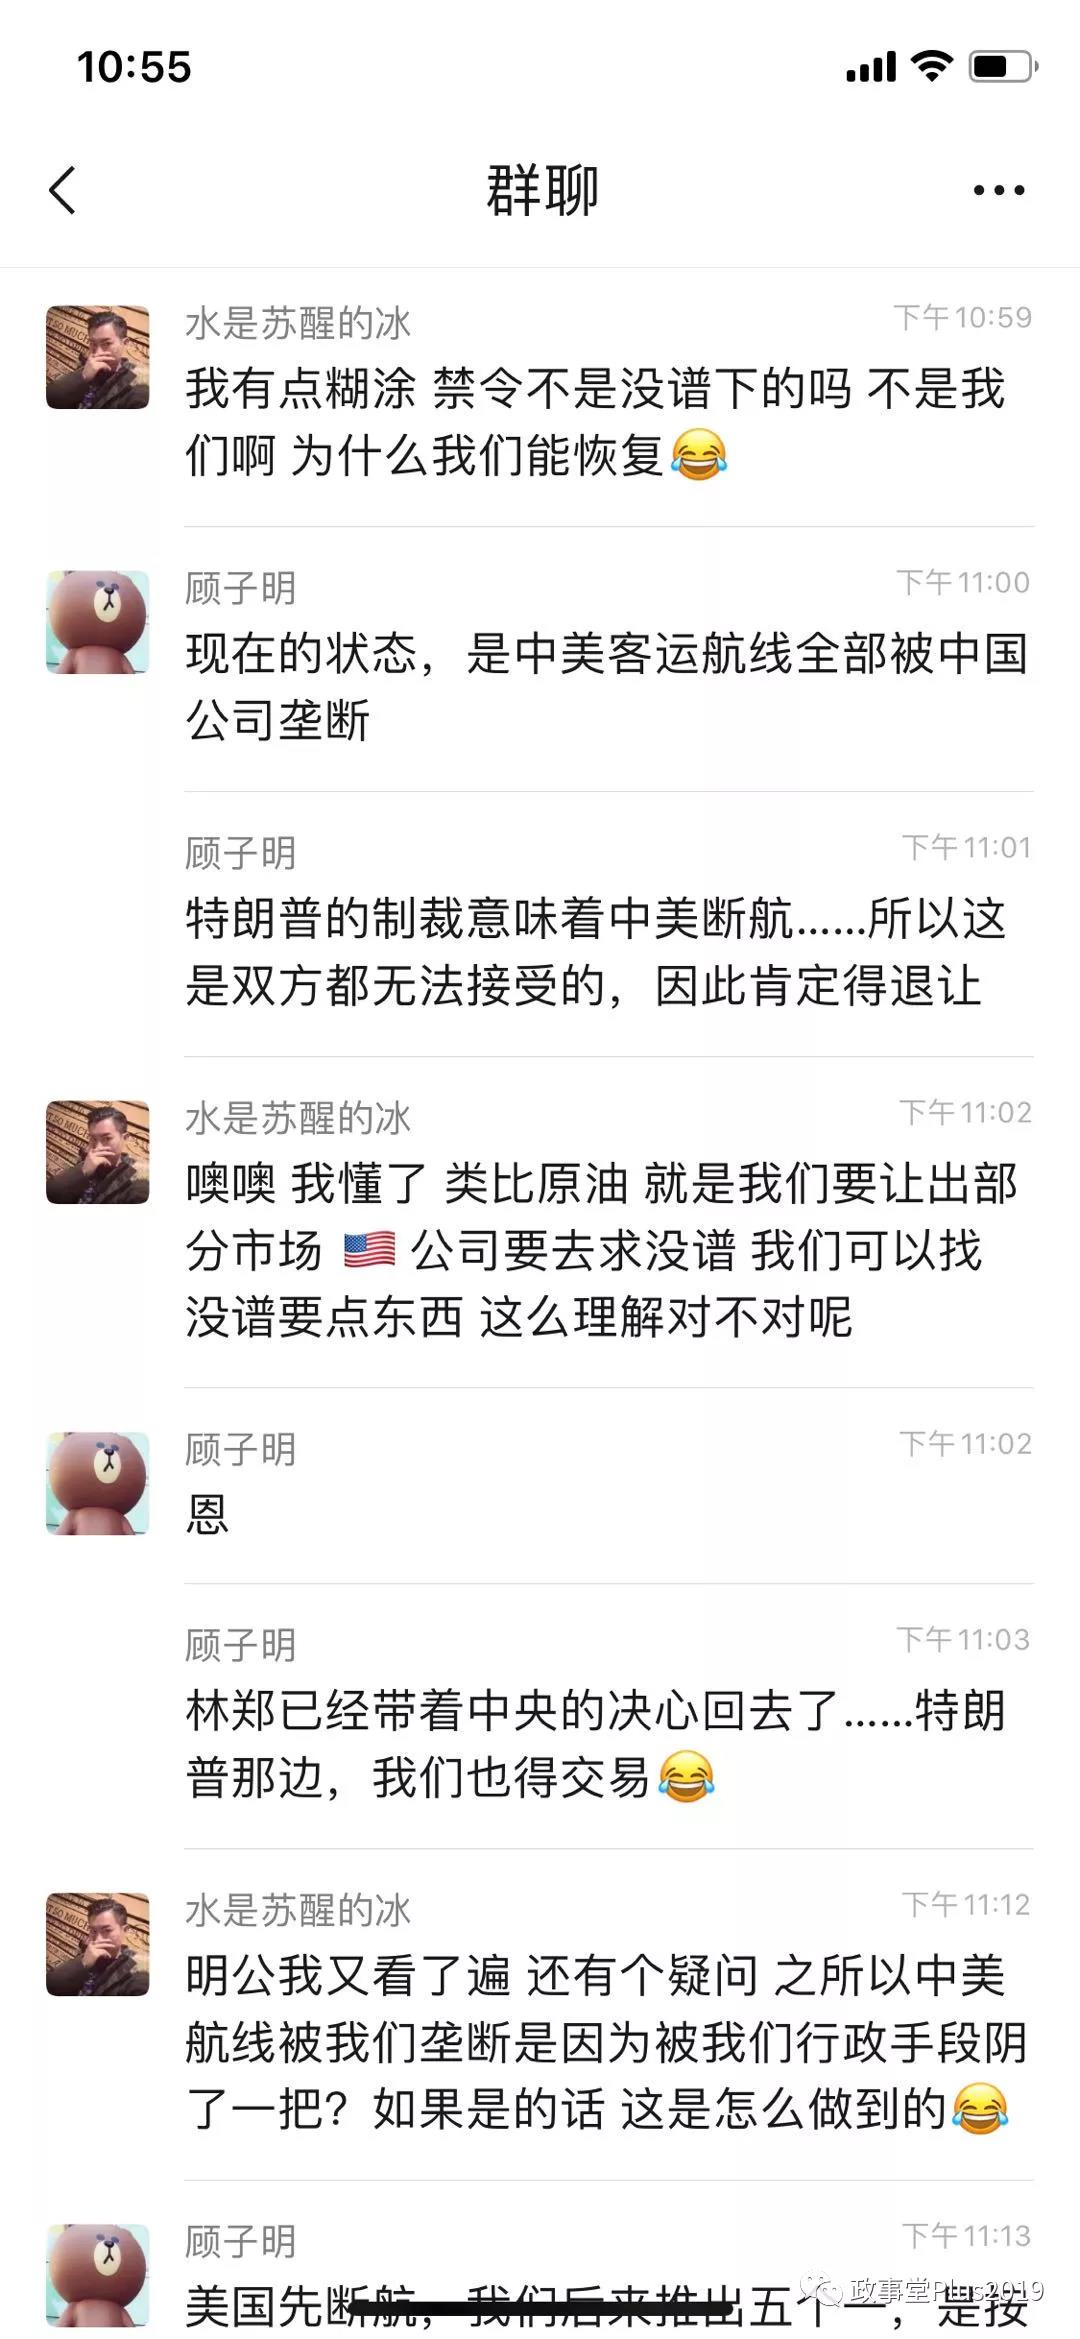 10:55
群聊
水是苏醒的冰 下午10:59
我有点糊涂 禁令不是没谱下的吗 不是我
们啊 为什么我们能恢复😂
顾子明 下午11:00
现在的状态，是中美客运航线全部被中国
公司垄断
顾子明 下午11:01
特朗普的制裁意味着中美断航……所以这
是双方都无法接受的，因此肯定得退让
水是苏醒的冰 下午11:02
噢噢 我懂了 类比原油 就是我们要让出部
分市场 🇺🇸 公司要去求没谱 我们可以找
没谱要点东西 这么理解对不对呢
顾子明 下午11:02
恩
顾子明 下午11:03
林郑已经带着中央的决心回去了……特朗
普那边，我们也得交易😂
水是苏醒的冰 下午11:12
明公我又看了遍 还有个疑问 之所以中美
航线被我们垄断是因为被我们行政手段阴
了一把？如果是的话 这是怎么做到的😂
顾子明 下午11:13
美国先断航，我们后来推出五个一，是按
政事堂Plus2019